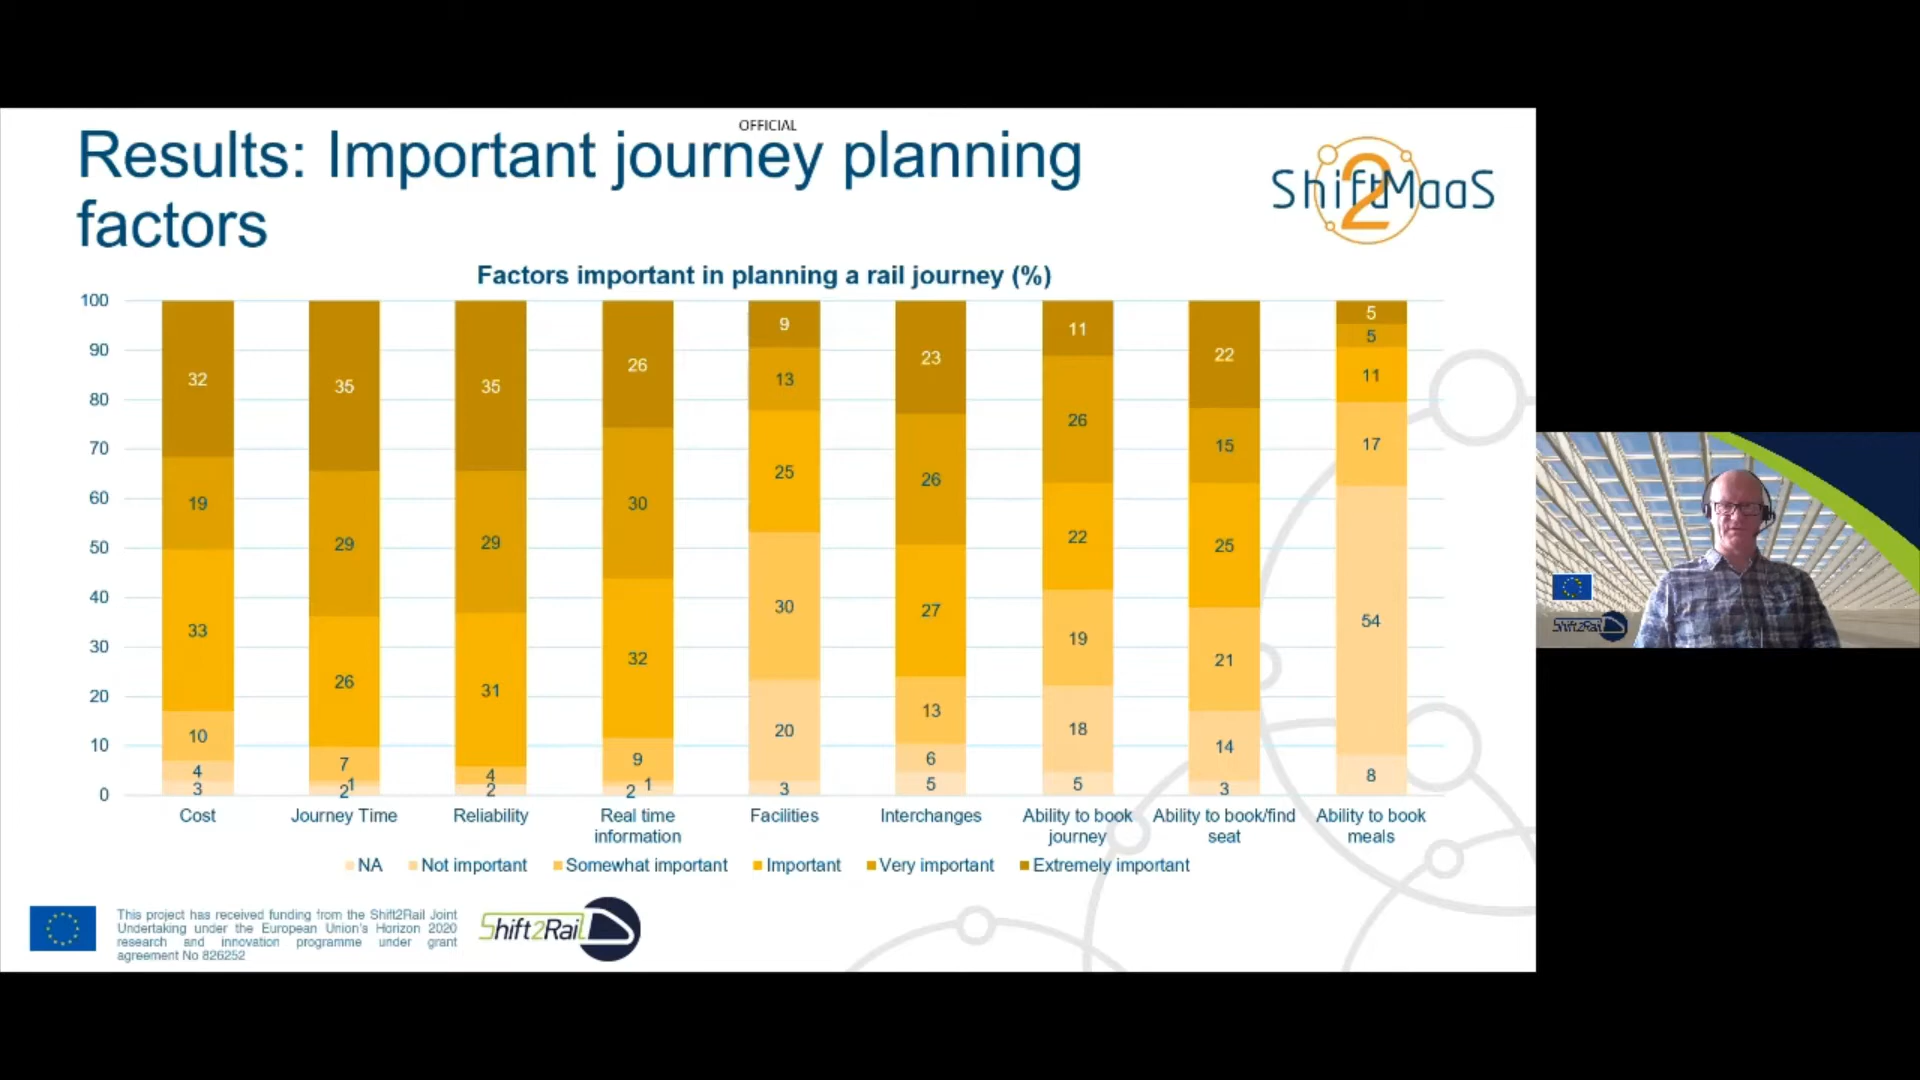 OFFICIAL
Results: Important journey planning
factors
Shift2MaaS
Factors important in planning a rail journey (%)
100
90
80
70
60
50
40
30
20
10
0
32
19
33
10
4
3
35
29
26
7
1
2
35
29
31
4
2
26
30
32
9
1
2
9
13
25
30
20
3
23
26
27
13
6
5
11
26
22
19
18
5
22
15
25
21
14
3
5
5
11
17
54
8
Cost
Journey Time
Reliability
Real time
information
Facilities
Interchanges
Ability to book
journey
Ability to book/find
seat
Ability to book
meals
NA Not important Somewhat important Important Very important Extremely important
This project has received funding from the Shift2Rail Joint
Undertaking under the European Union's Horizon 2020
research and innovation programme under grant
agreement No 826252
Shift2Rail
Shift2Rail